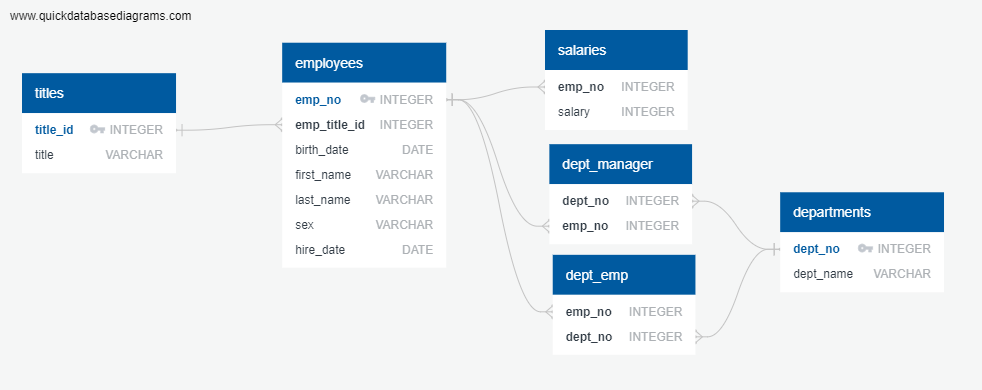 www.quickdatabasediagrams.com
titles
title_id INTEGER
title VARCHAR
employees
emp_no INTEGER
emp_title_id INTEGER
birth_date DATE
first_name VARCHAR
last_name VARCHAR
sex VARCHAR
hire_date DATE
salaries
emp_no INTEGER
salary INTEGER
dept_manager
dept_no INTEGER
emp_no INTEGER
dept_emp
emp_no INTEGER
dept_no INTEGER
departments
dept_no INTEGER
dept_name VARCHAR